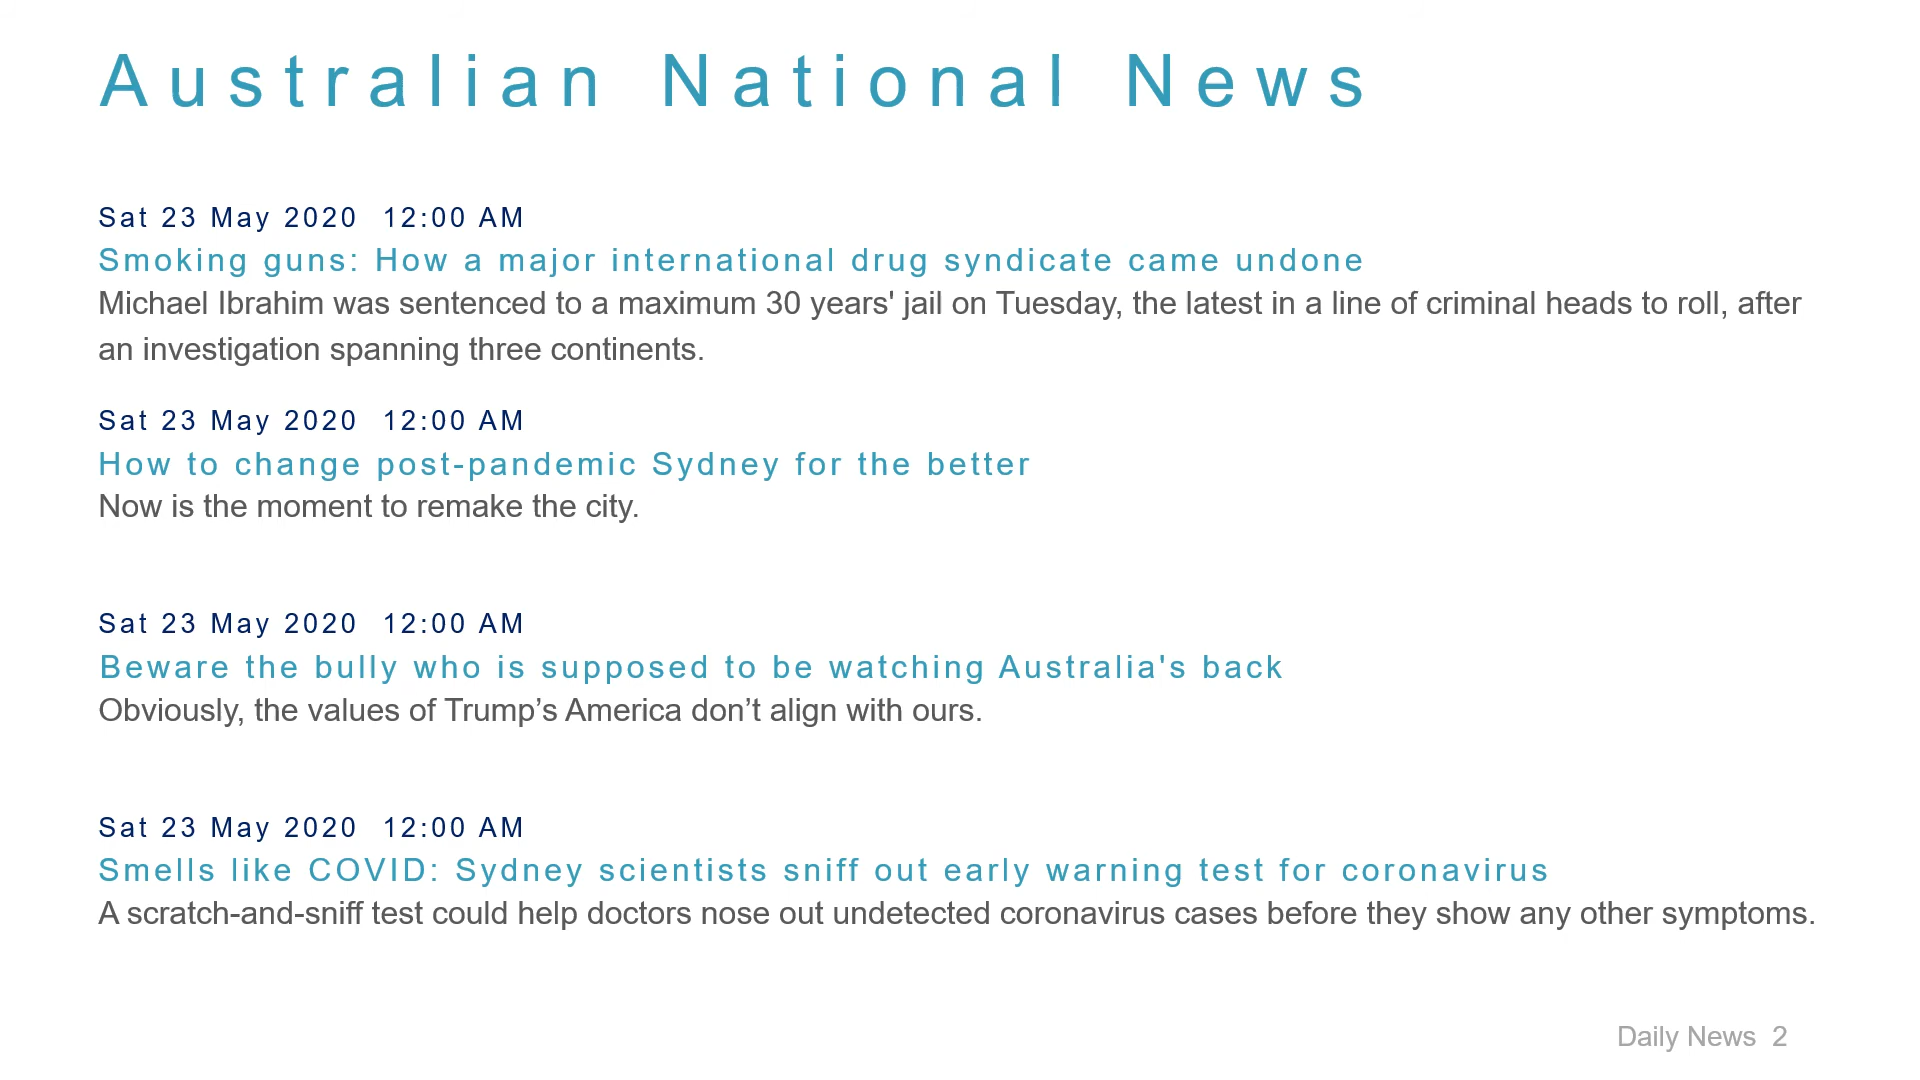 Australian National News
Sat 23 May 2020  12:00 AM
Smoking guns: How a major international drug syndicate came undone
Michael Ibrahim was sentenced to a maximum 30 years' jail on Tuesday, the latest in a line of criminal heads to roll, after
an investigation spanning three continents.
Sat 23 May 2020  12:00 AM
How to change post-pandemic Sydney for the better
Now is the moment to remake the city.
Sat 23 May 2020  12:00 AM
Beware the bully who is supposed to be watching Australia's back
Obviously, the values of Trump’s America don’t align with ours.
Sat 23 May 2020  12:00 AM
Smells like COVID: Sydney scientists sniff out early warning test for coronavirus
A scratch-and-sniff test could help doctors nose out undetected coronavirus cases before they show any other symptoms.
Daily News  2